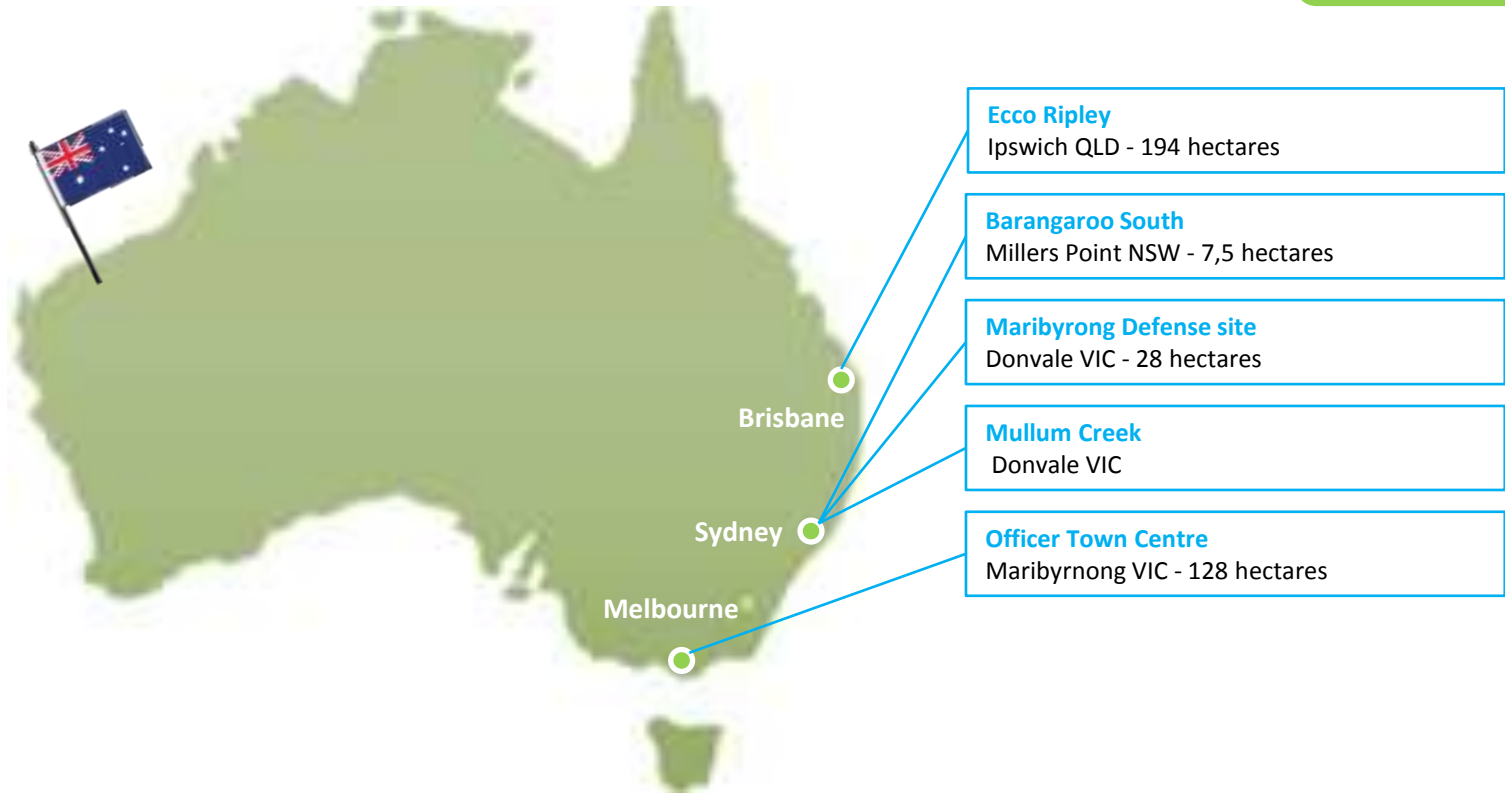 Ecco Ripley
Ipswich QLD - 194 hectares
Barangaroo South
Millers Point NSW - 7,5 hectares
Maribyrong Defense site
Donvale VIC - 28 hectares
Mullum Creek
Donvale VIC
Officer Town Centre
Maribyrnong VIC - 128 hectares
Brisbane
Sydney
Melbourne